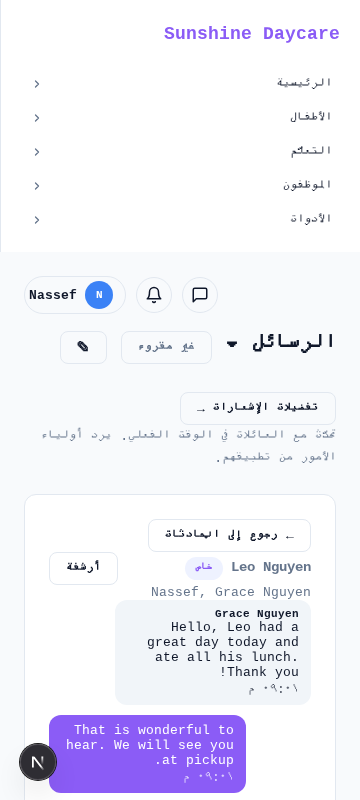 Sunshine Daycare
الرئيسية
الأطفال
التعلّم
الموظفون
الأدوات
Nassef N
الرسائل
غير مقروء
تفضيلات الإشعارات →
تحدّث مع العائلات في الوقت الفعلي. يرد أولياء
الأمور من تطبيقهم.
← رجوع إلى المحادثات
Leo Nguyen خاص أرشفة
Nassef, Grace Nguyen
Grace Nguyen
Hello, Leo had a
great day today and
ate all his lunch.
Thank you!
٠٩:٠١ م
That is wonderful to
hear. We will see you
at pickup.
٠٩:٠١ م
N